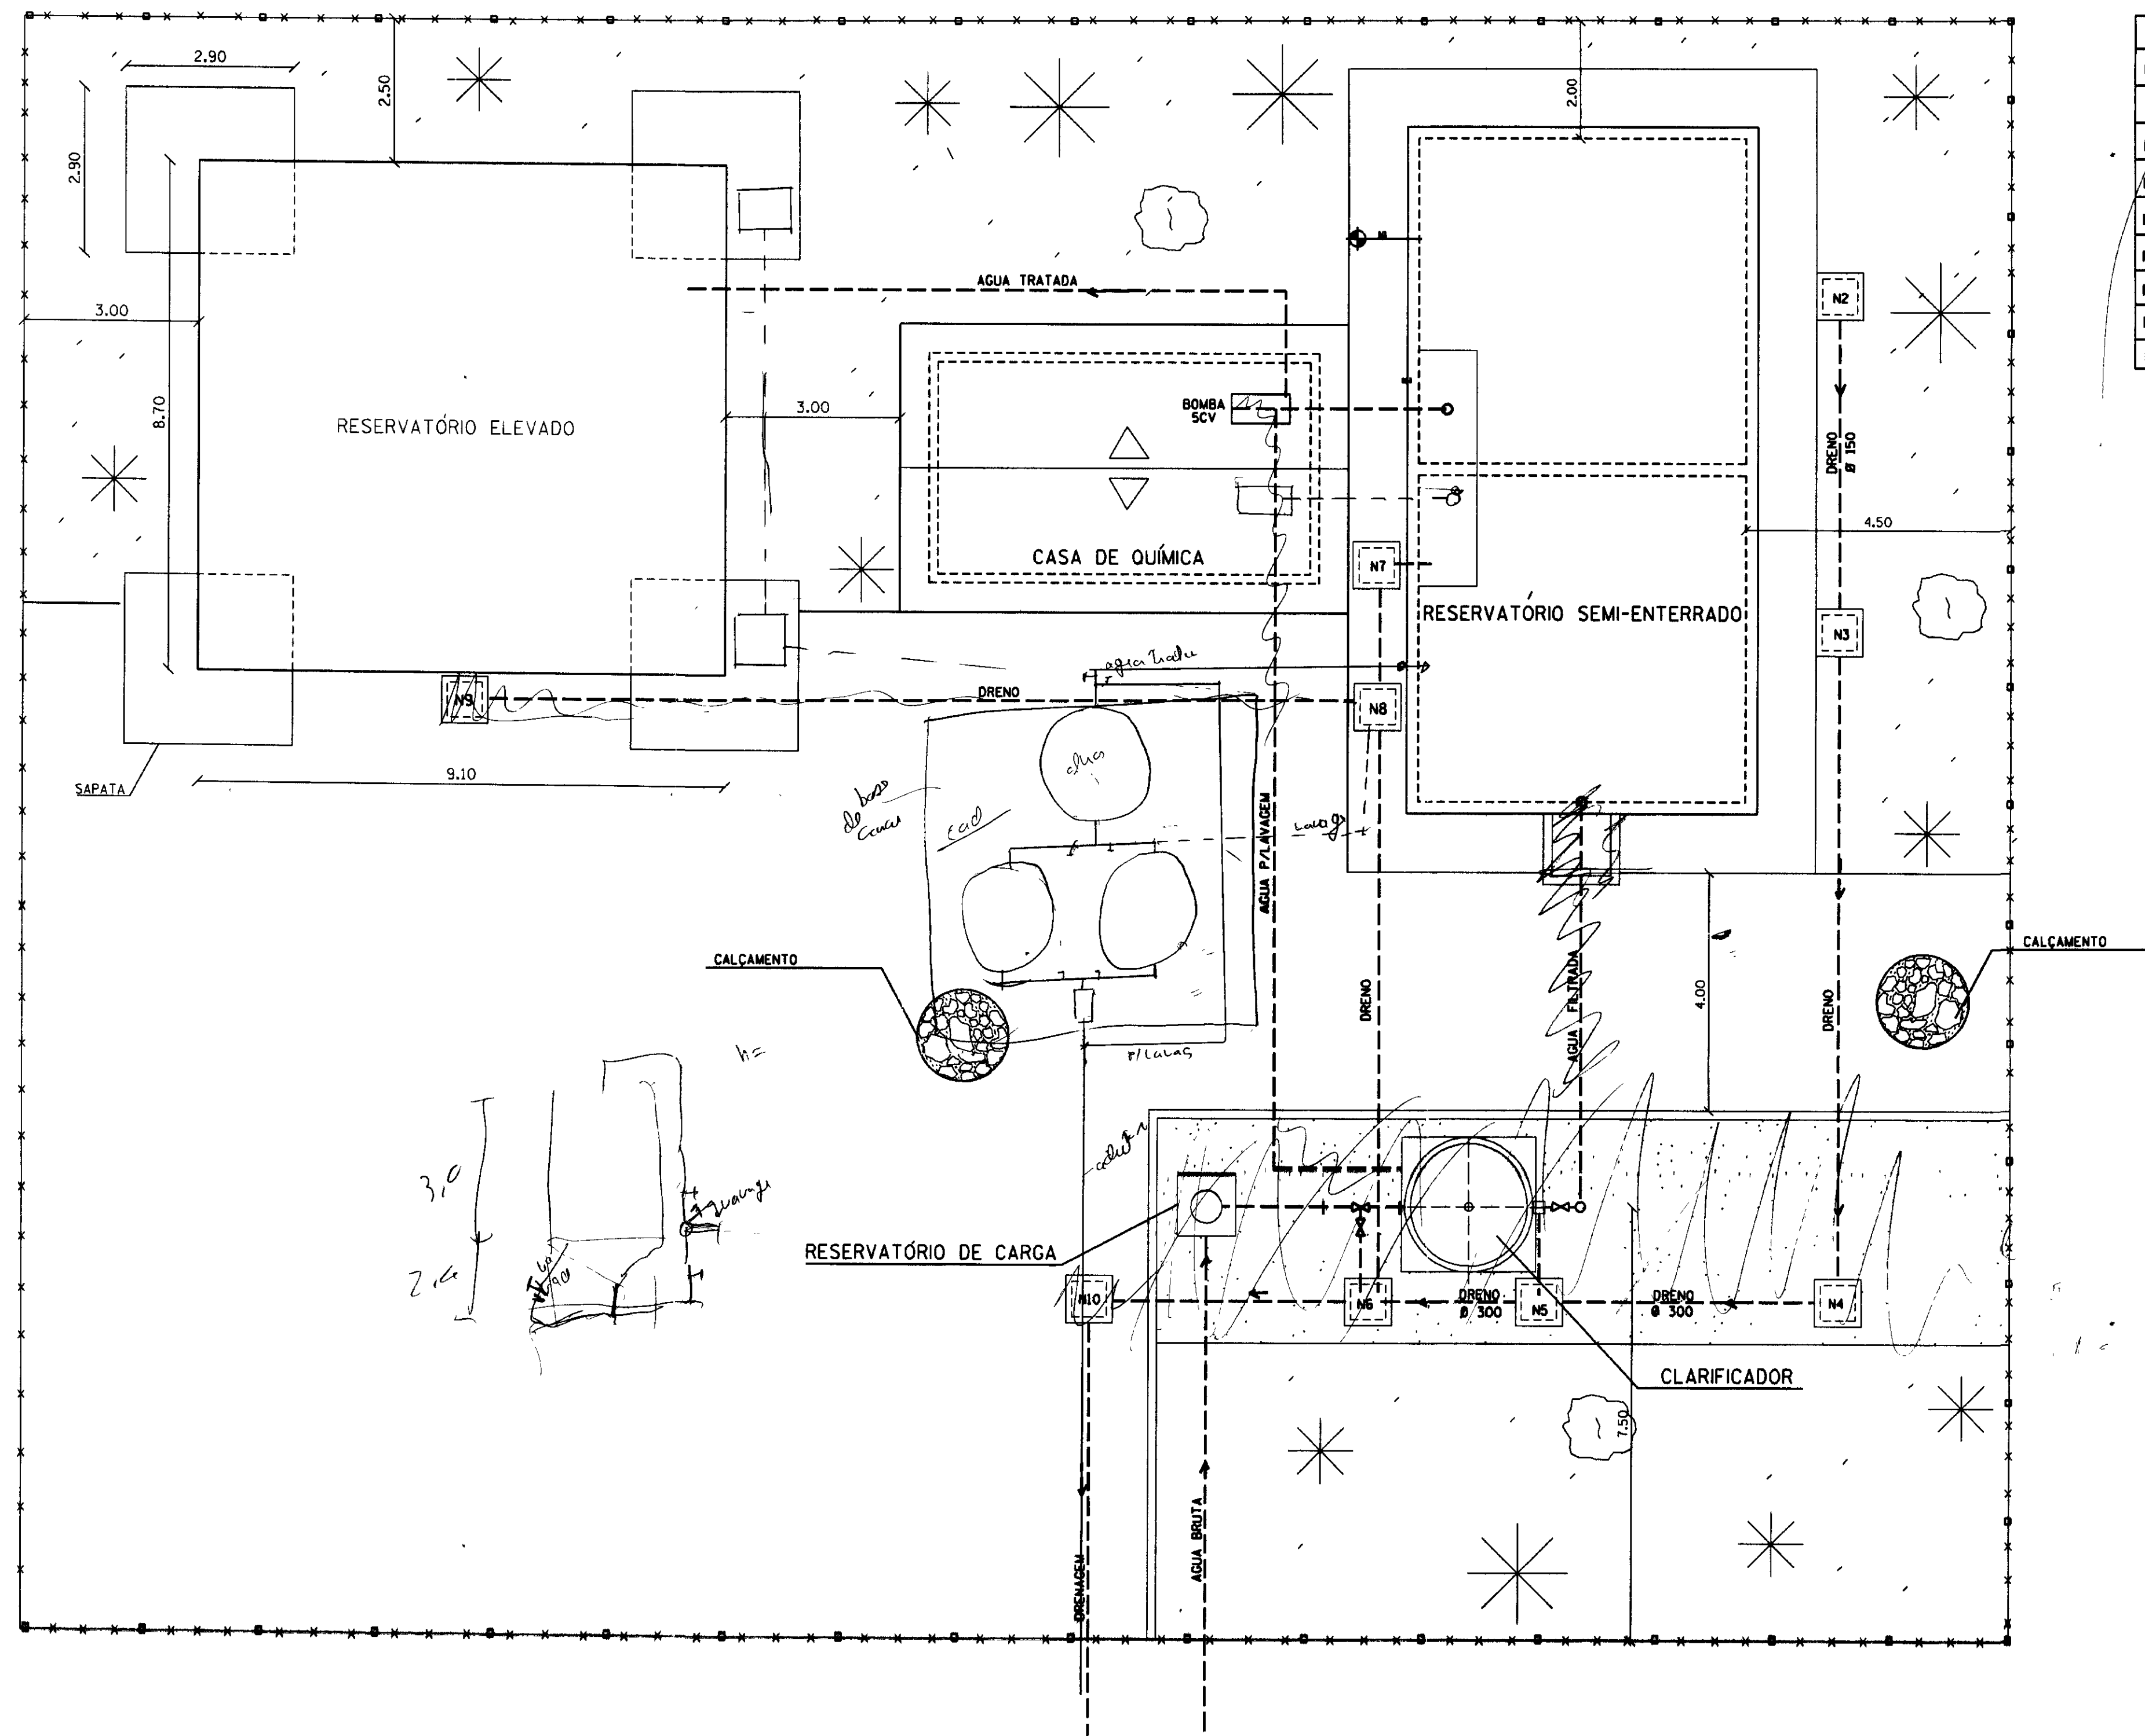 2.90
2.50
2.00
2.90
AGUA TRATADA
N2
3.00
8.70
RESERVATÓRIO ELEVADO
3.00
BOMBA
5CV
DRENO
Ø 150
4.50
CASA DE QUÍMICA
N7
RESERVATÓRIO SEMI-ENTERRADO
N3
N9
DRENO
N8
9.10
SAPATA
AGUA P/LAVAGEM
CALÇAMENTO
DRENO
AGUA FILTRADA
4.00
DRENO
CALÇAMENTO
h=
P/LAVAG
3,0
RESERVATÓRIO DE CARGA
N10
N6
DRENO
Ø 300
N5
DRENO
Ø 300
N4
CLARIFICADOR
7.50
DRENAGEM
AGUA BRUTA